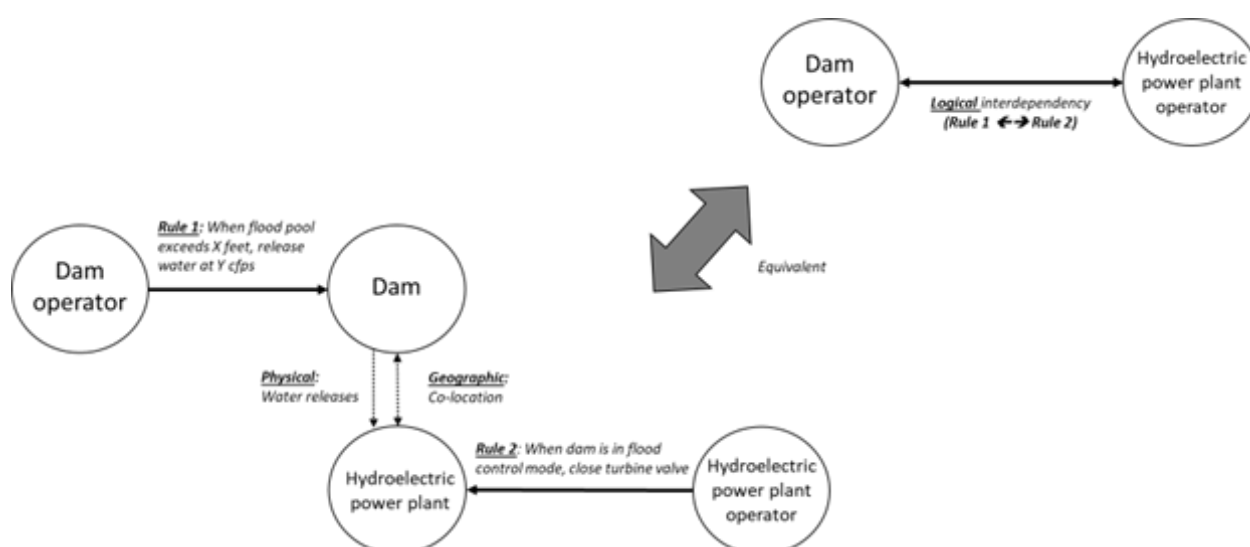 Dam
operator
Hydroelectric
power plant
operator
Logical interdependency
(Rule 1 ←→ Rule 2)
Rule 1: When flood pool
exceeds X feet, release
water at Y cfps
Dam
operator
Dam
Equivalent
Physical:
Water releases
Geographic:
Co-location
Hydroelectric
power plant
Rule 2: When dam is in flood
control mode, close turbine valve
Hydroelectric
power plant
operator